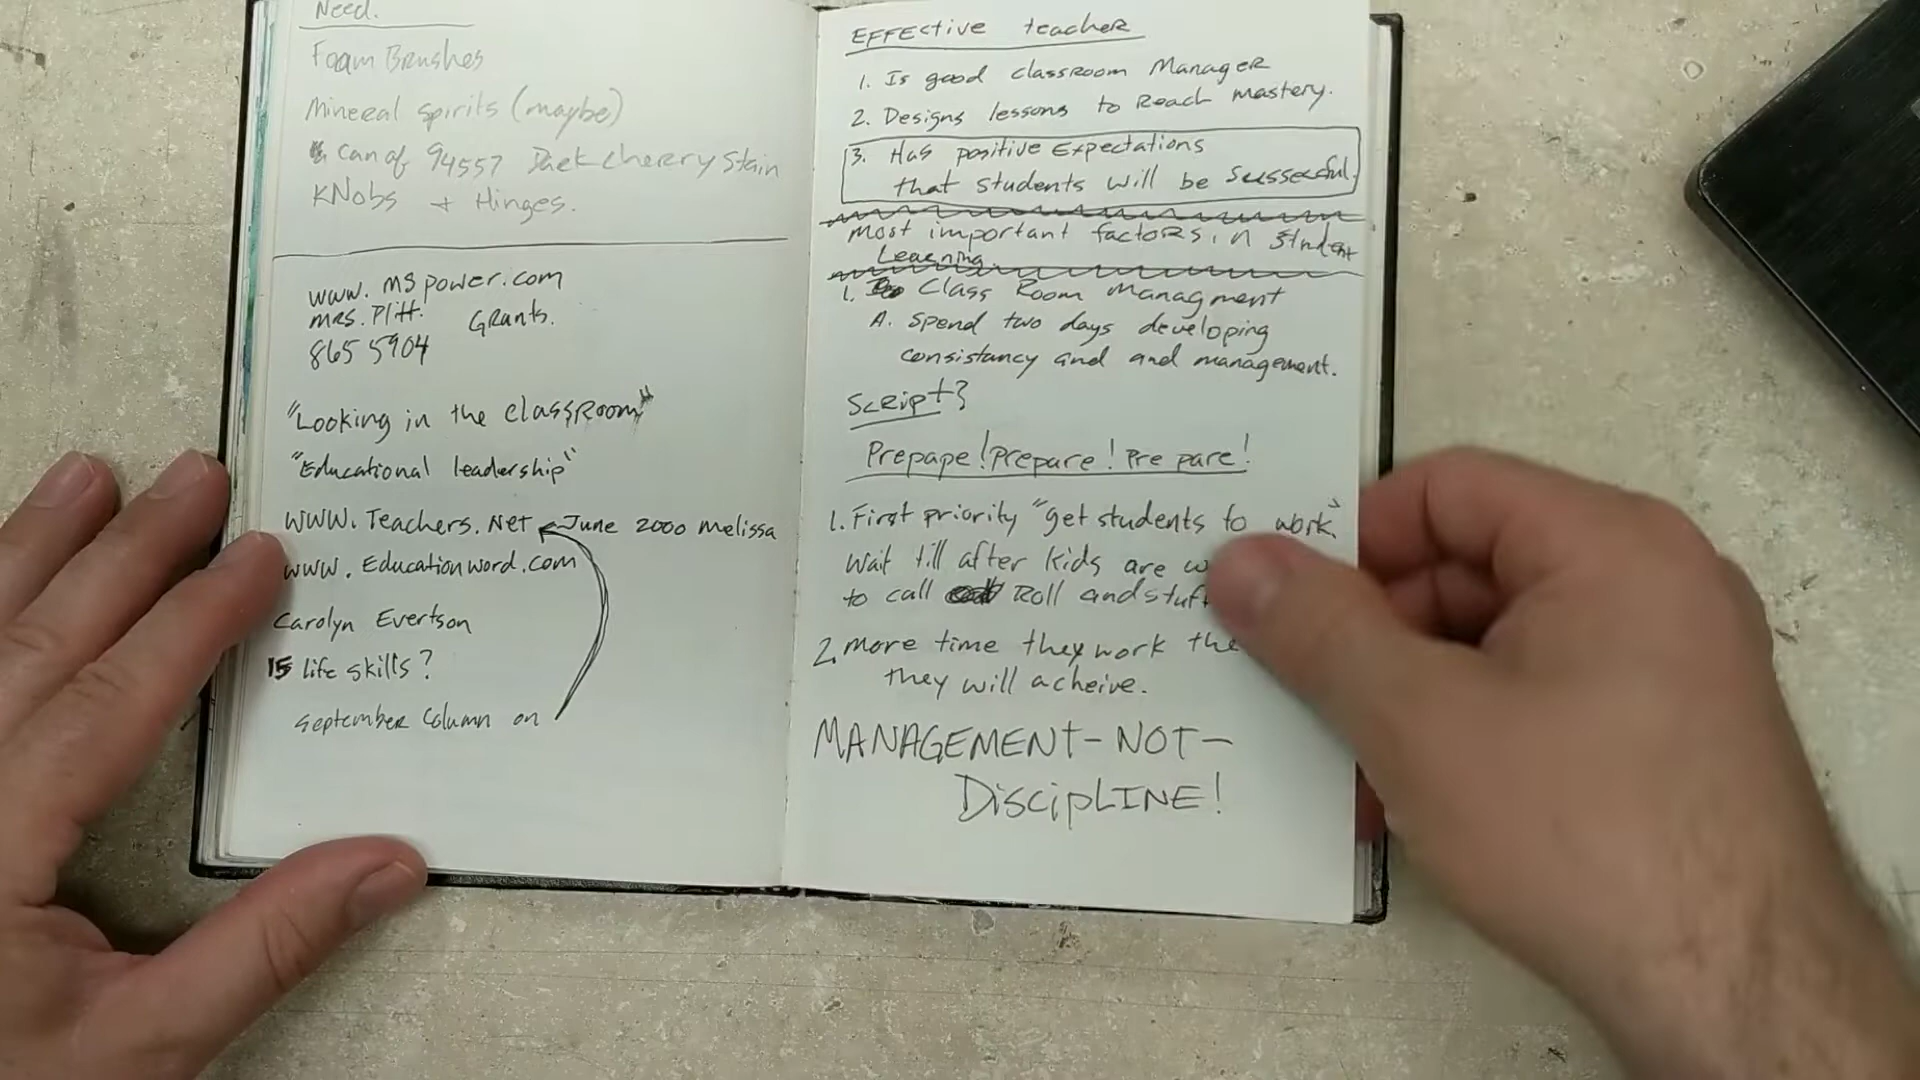 Need.
Foam Brushes
Mineral spirits (maybe)
can of 94557 Dark cherry stain
KNobs + Hinges.
www. mspower.com
mrs. Plitt. Grants.
865 5904
"Looking in the classroom"
"Educational leadership"
WWW. Teachers. Net June 2000 melissa
www. Educationword.com
Carolyn Evertson
15 life skills?
September Column on
EFFEctive teacher
1. Is good classroom Manager
2. Designs lessons to Reach mastery.
3. Has positive Expectations
that students will be
most important factors in student
Learning.
1. Class Room Managment
A. spend two days developing
consistancy and and management.
Script?
Prepape! Prepare! Prepare!
1. First priority "get students to work"
Wait till after kids are
to call Roll and stuff
2. more time they work the
they will acheive.
MANAGEMENT-NOT-
DiscipLINE!